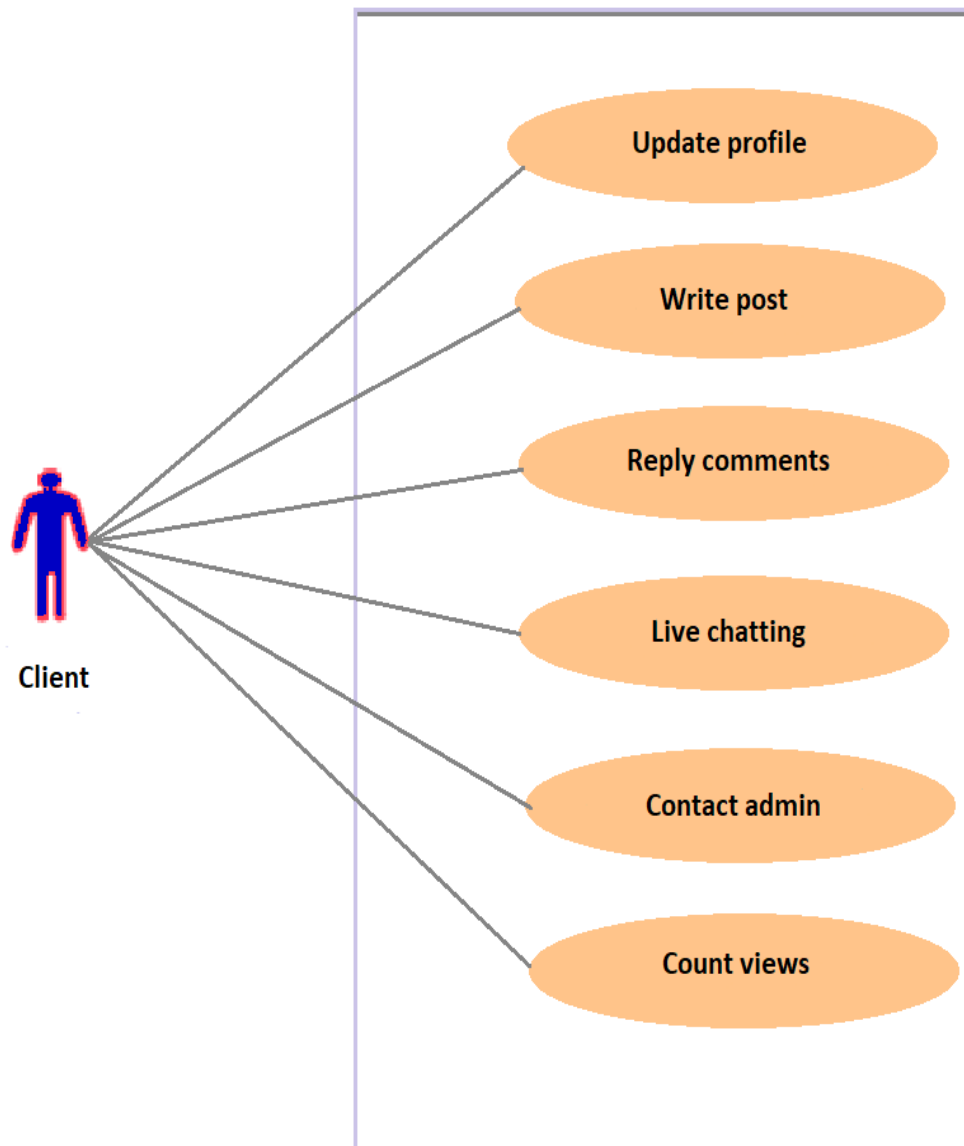 Update profile
Write post
Reply comments
Live chatting
Client
Contact admin
Count views